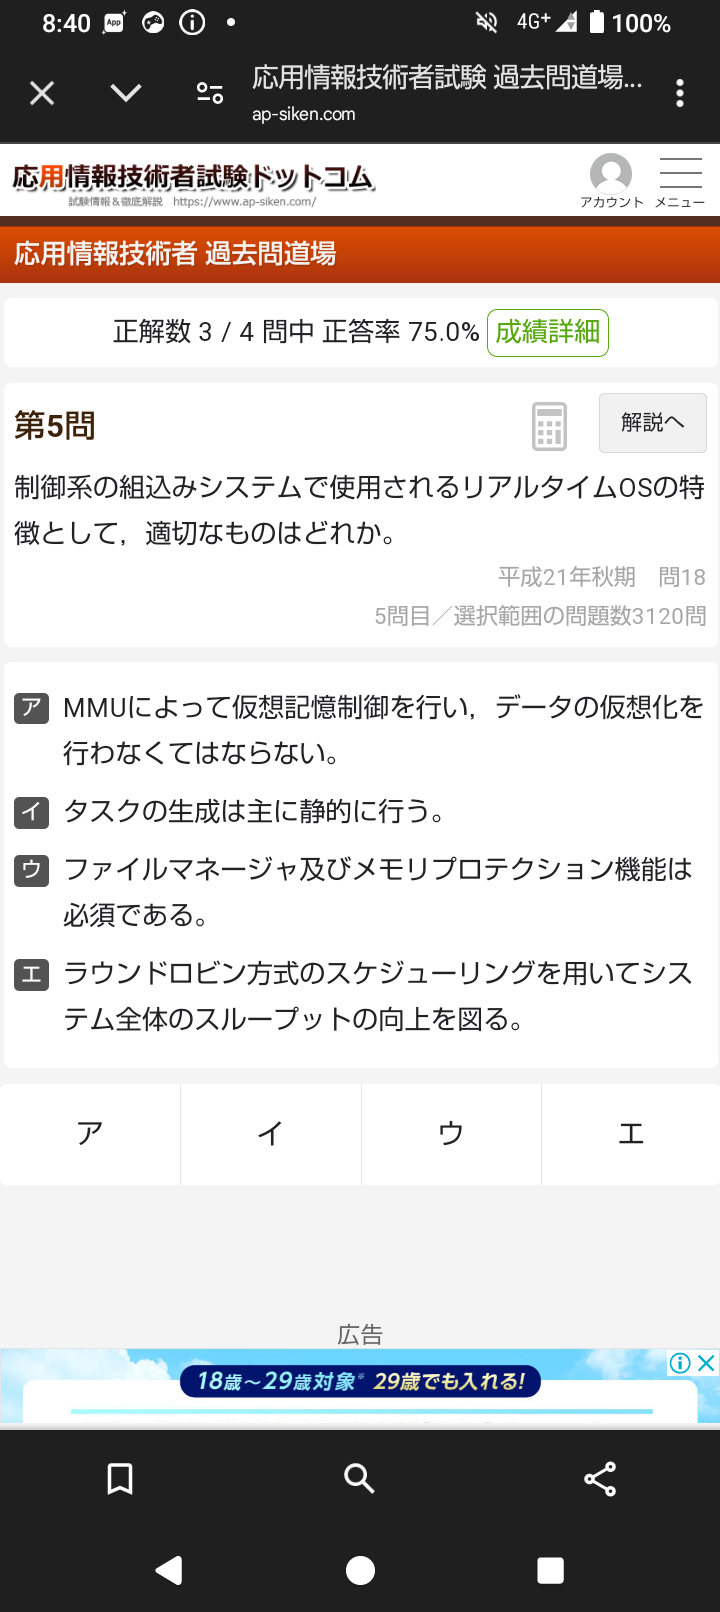 8:40
App
4G+
100%
応用情報技術者試験 過去問道場...
ap-siken.com
応用情報技術者試験ドットコム
試験情報＆徹底解説 https://www.ap-siken.com/
アカウント メニュー
応用情報技術者 過去問道場
正解数 3 / 4 問中 正答率 75.0% 成績詳細
第5問
解説へ
制御系の組込みシステムで使用されるリアルタイムOSの特
徴として，適切なものはどれか。
平成21年秋期　問18
5問目／選択範囲の問題数3120問
ア MMUによって仮想記憶制御を行い，データの仮想化を
行わなくてはならない。
イ タスクの生成は主に静的に行う。
ウ ファイルマネージャ及びメモリプロテクション機能は
必須である。
エ ラウンドロビン方式のスケジューリングを用いてシス
テム全体のスループットの向上を図る。
ア イ ウ エ
広告
18歳～29歳対象※ 29歳でも入れる!